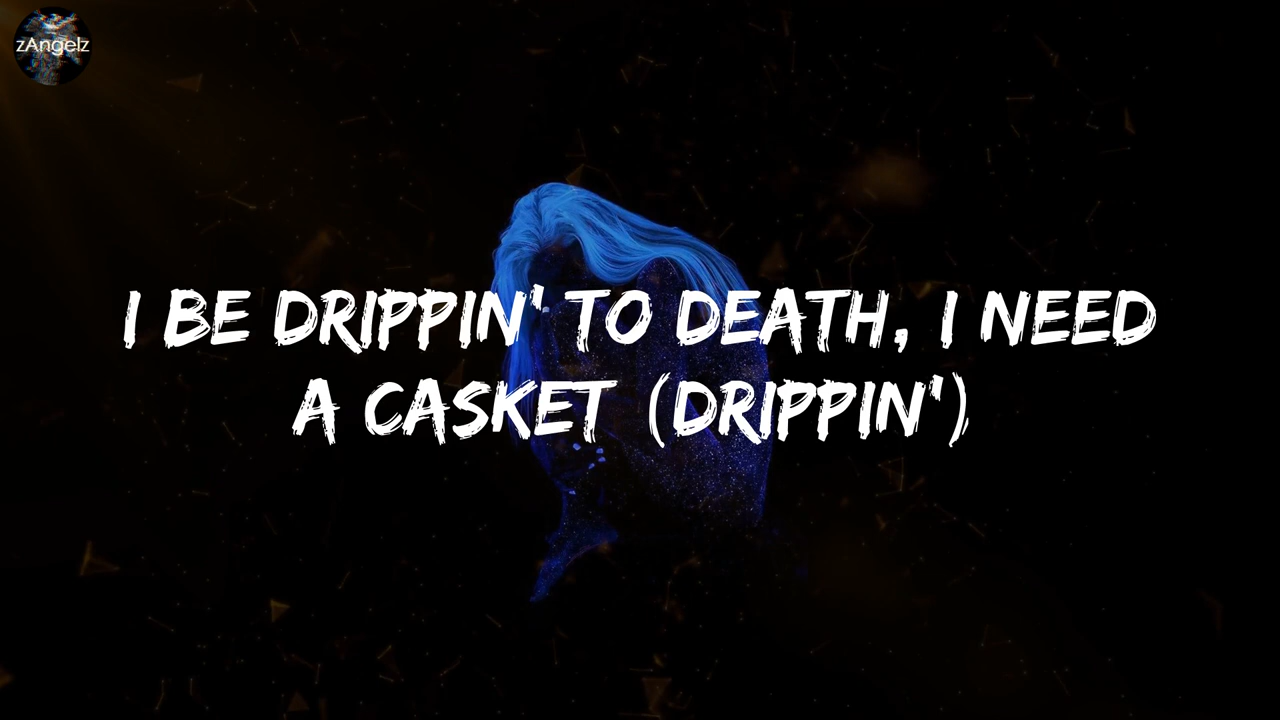 zAngelz
I BE DRIPPIN' TO DEATH, I NEED
A CASKET (DRIPPIN')